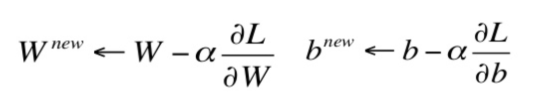 W^{new} ← W − α ∂L/∂W   b^{new} ← b − α ∂L/∂b